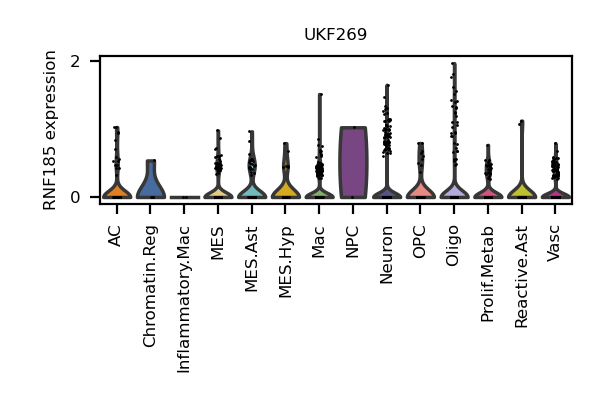 UKF269
RNF185 expression
2
0
AC
Chromatin.Reg
Inflammatory.Mac
MES
MES.Ast
MES.Hyp
Mac
NPC
Neuron
OPC
Oligo
Prolif.Metab
Reactive.Ast
Vasc